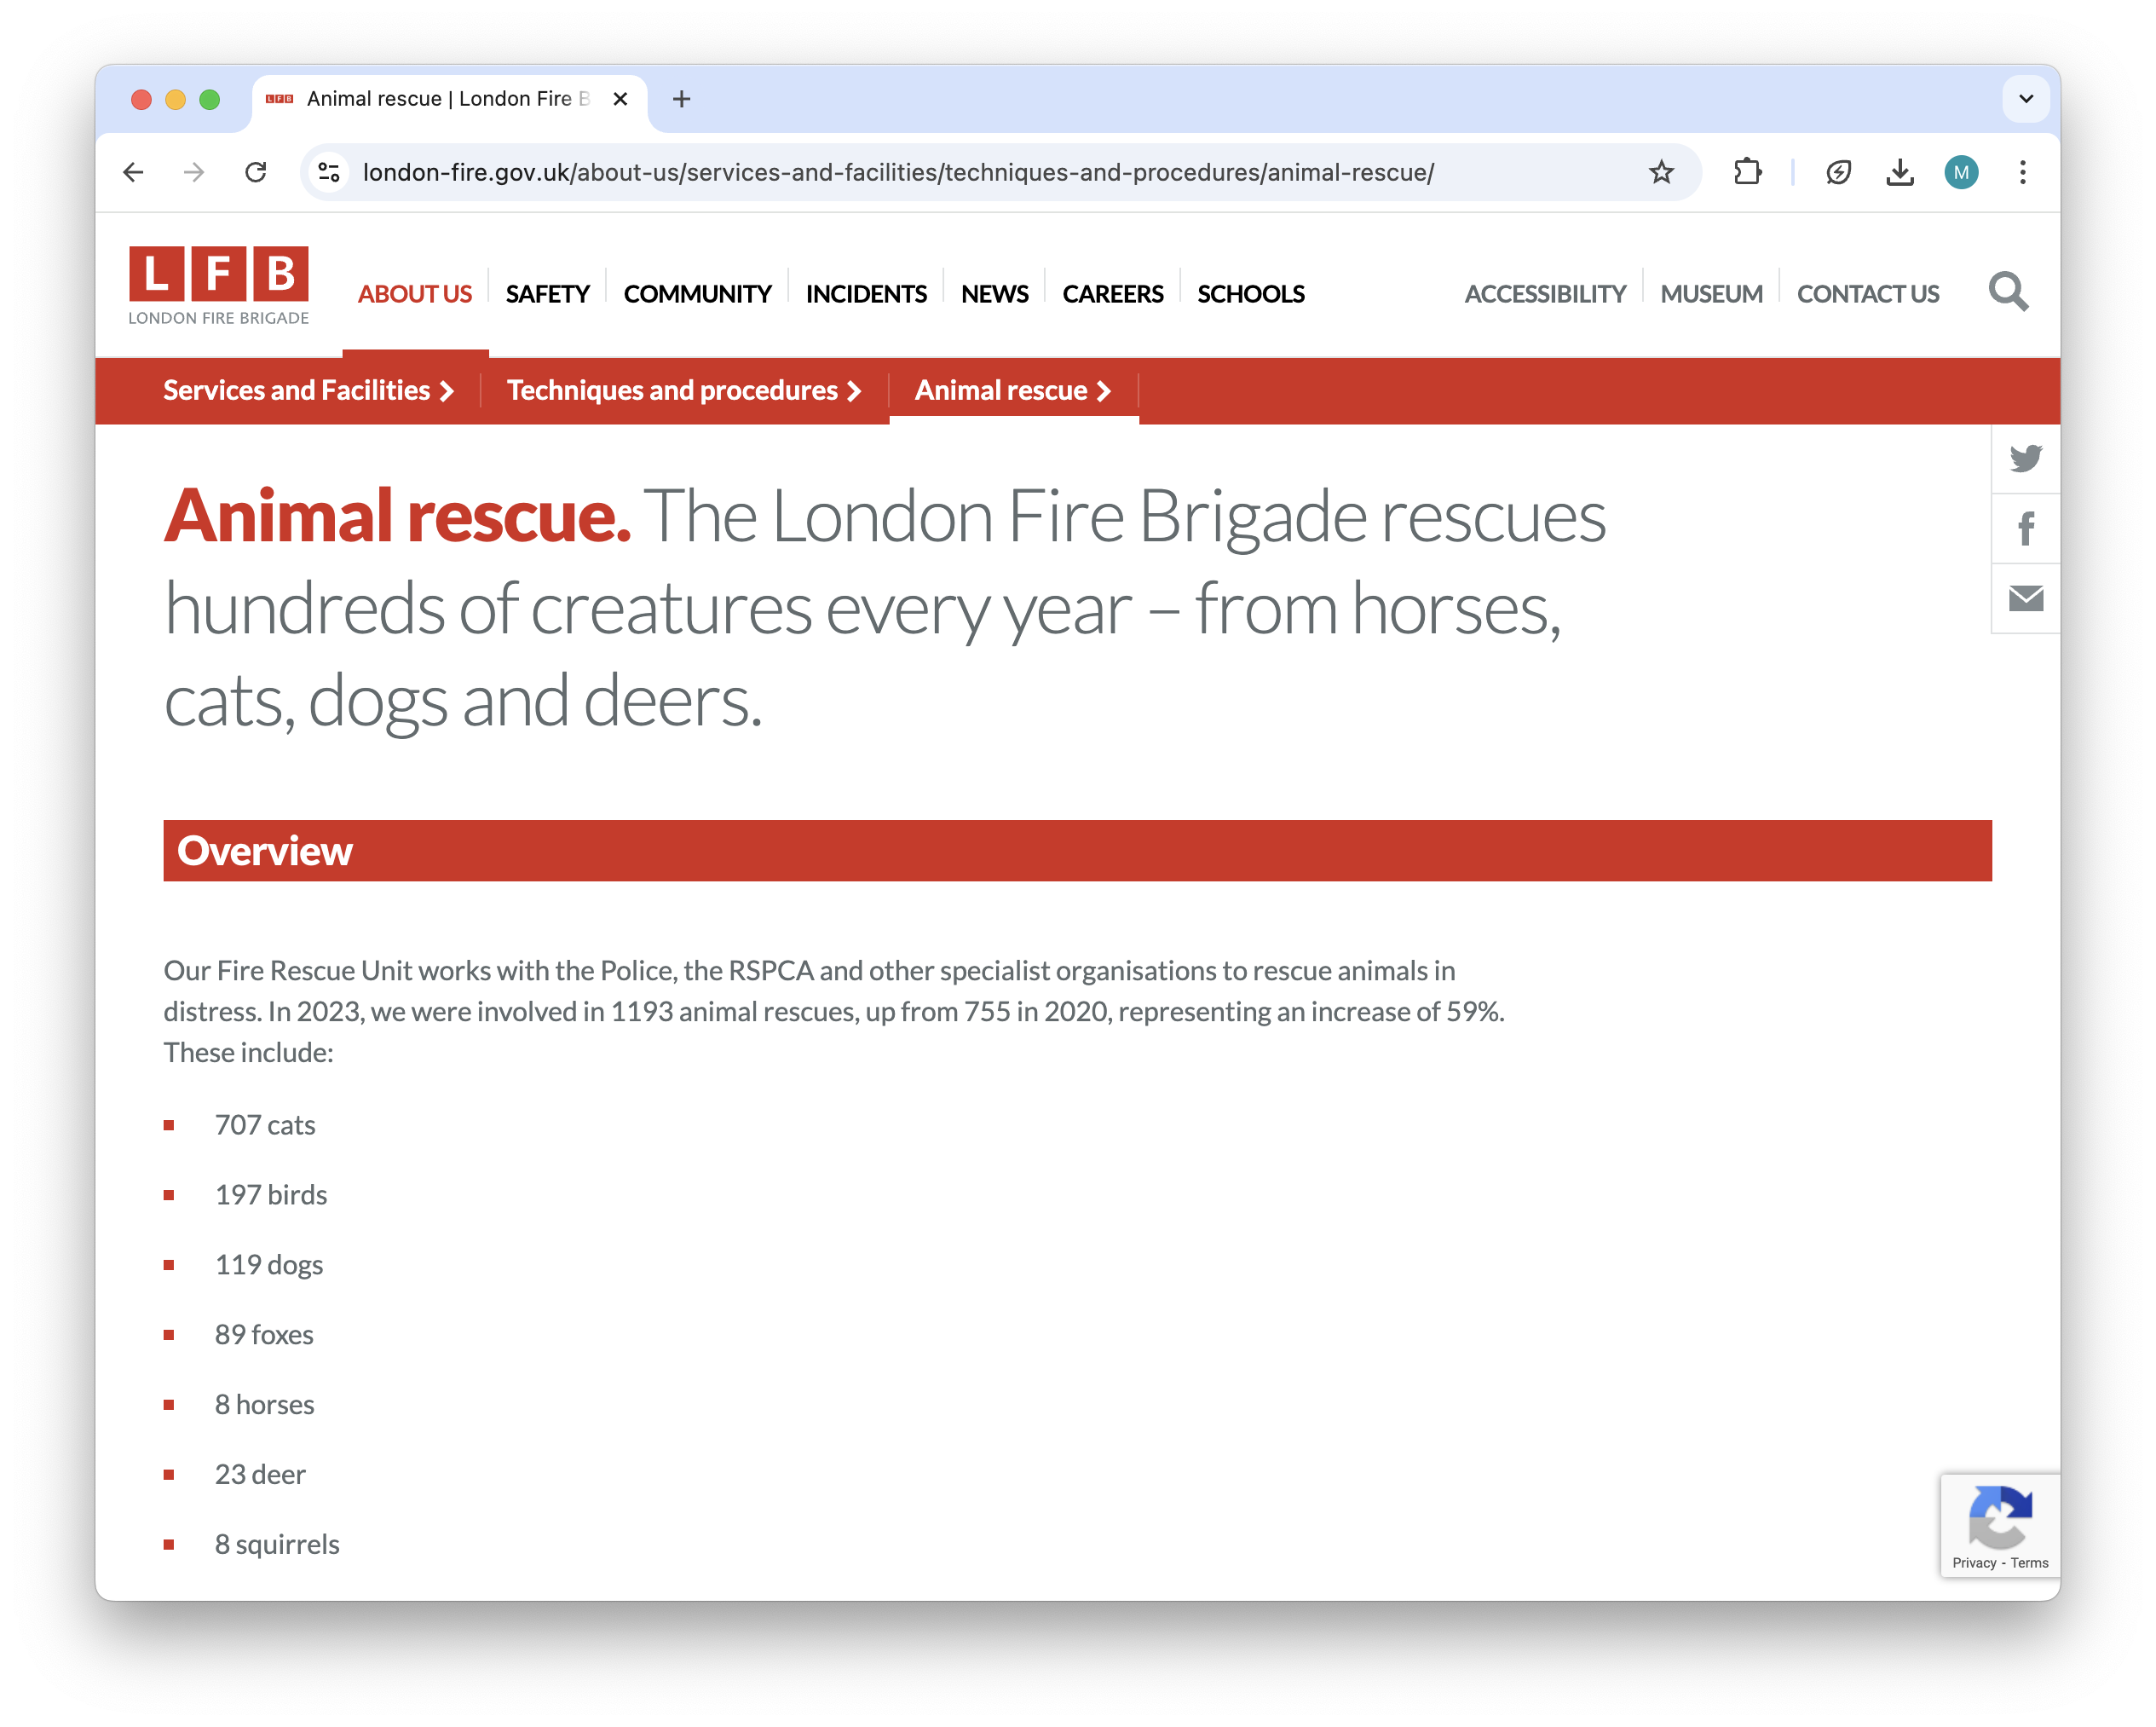 LFB Animal rescue | London Fire B
london-fire.gov.uk/about-us/services-and-facilities/techniques-and-procedures/animal-rescue/
M
L F B
LONDON FIRE BRIGADE
ABOUT US SAFETY COMMUNITY INCIDENTS NEWS CAREERS SCHOOLS ACCESSIBILITY MUSEUM CONTACT US
Services and Facilities Techniques and procedures Animal rescue
Animal rescue. The London Fire Brigade rescues
hundreds of creatures every year – from horses,
cats, dogs and deers.
Overview
Our Fire Rescue Unit works with the Police, the RSPCA and other specialist organisations to rescue animals in
distress. In 2023, we were involved in 1193 animal rescues, up from 755 in 2020, representing an increase of 59%.
These include:
707 cats
197 birds
119 dogs
89 foxes
8 horses
23 deer
8 squirrels
Privacy - Terms